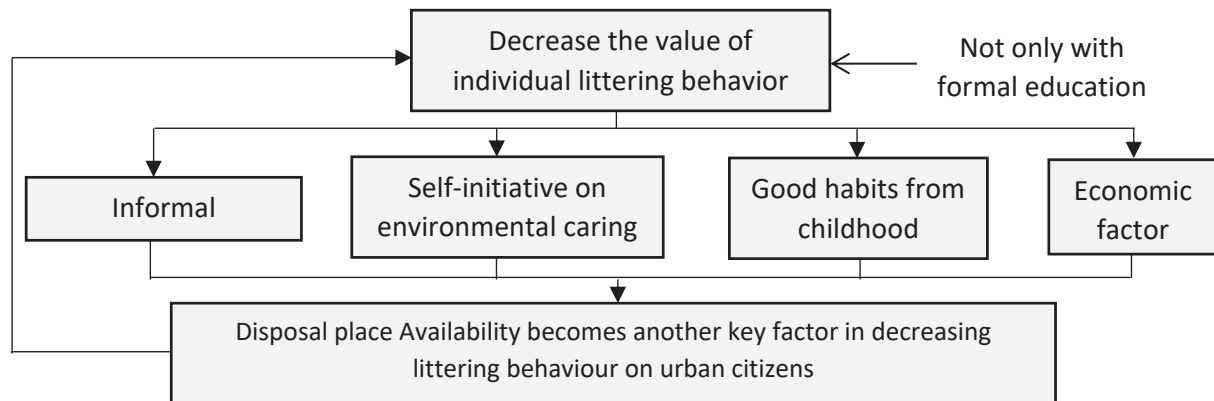 Decrease the value of
individual littering behavior
Not only with
formal education
Informal
Self-initiative on
environmental caring
Good habits from
childhood
Economic
factor
Disposal place Availability becomes another key factor in decreasing
littering behaviour on urban citizens